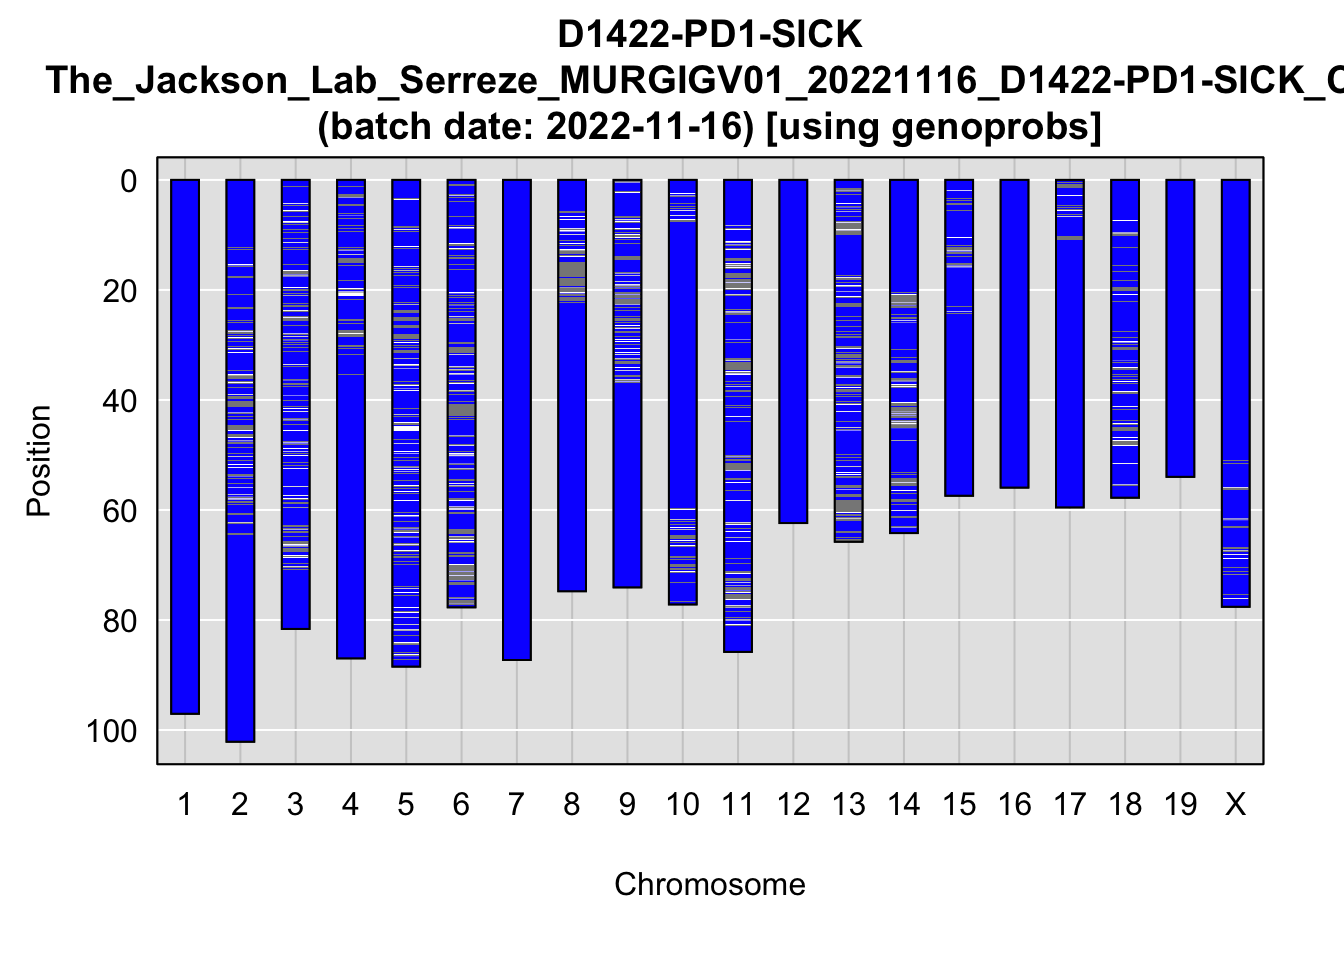 D1422-PD1-SICK
The_Jackson_Lab_Serreze_MURGIGV01_20221116_D1422-PD1-SICK_C
(batch date: 2022-11-16) [using genoprobs]
0
20
40
60
80
100
Position
1 2 3 4 5 6 7 8 9 10 11 12 13 14 15 16 17 18 19 X
Chromosome